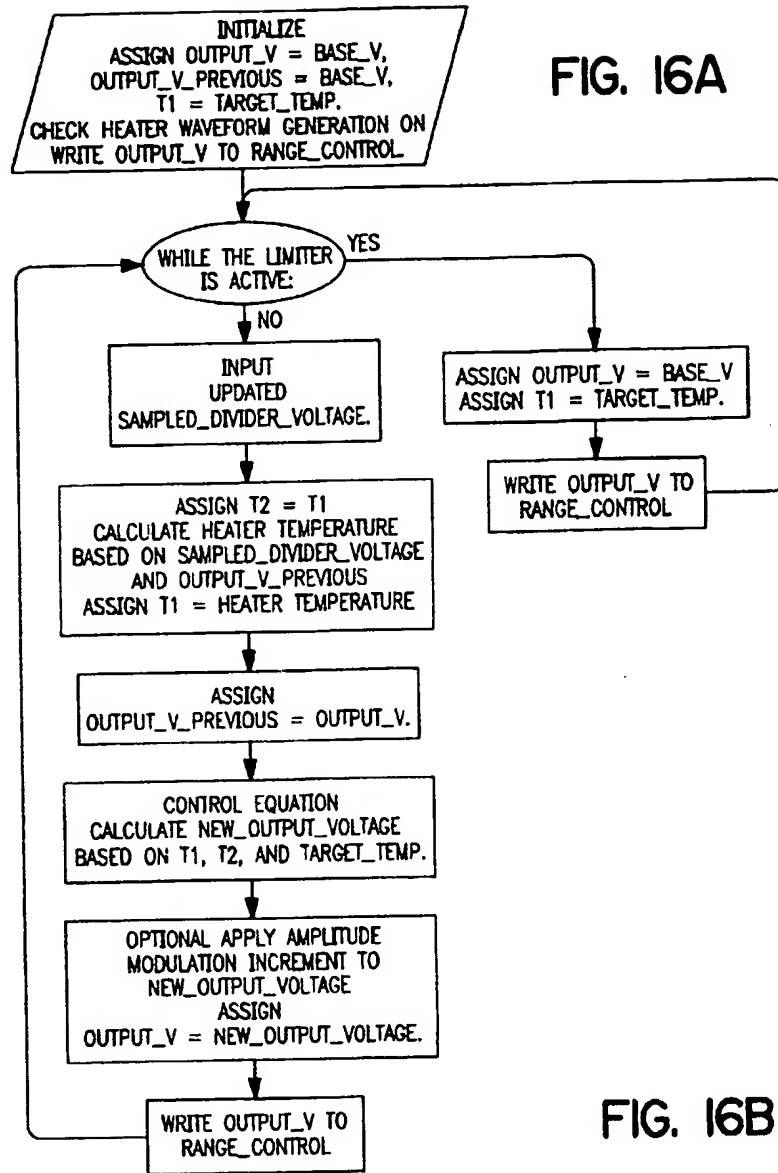 INITIALIZE
ASSIGN OUTPUT_V = BASE_V,
OUTPUT_V_PREVIOUS = BASE_V,
T1 = TARGET_TEMP.
CHECK HEATER WAVEFORM GENERATION ON
WRITE OUTPUT_V TO RANGE_CONTROL
FIG. 16A
WHILE THE LIMITER
IS ACTIVE:
YES
NO
INPUT
UPDATED
SAMPLED_DIVIDER_VOLTAGE.
ASSIGN OUTPUT_V = BASE_V
ASSIGN T1 = TARGET_TEMP.
WRITE OUTPUT_V TO
RANGE_CONTROL
ASSIGN T2 = T1
CALCULATE HEATER TEMPERATURE
BASED ON SAMPLED_DIVIDER_VOLTAGE
AND OUTPUT_V_PREVIOUS
ASSIGN T1 = HEATER TEMPERATURE
ASSIGN
OUTPUT_V_PREVIOUS = OUTPUT_V.
CONTROL EQUATION
CALCULATE NEW_OUTPUT_VOLTAGE
BASED ON T1, T2, AND TARGET_TEMP.
OPTIONAL APPLY AMPLITUDE
MODULATION INCREMENT TO
NEW_OUTPUT_VOLTAGE
ASSIGN
OUTPUT_V = NEW_OUTPUT_VOLTAGE.
WRITE OUTPUT_V TO
RANGE_CONTROL
FIG. 16B